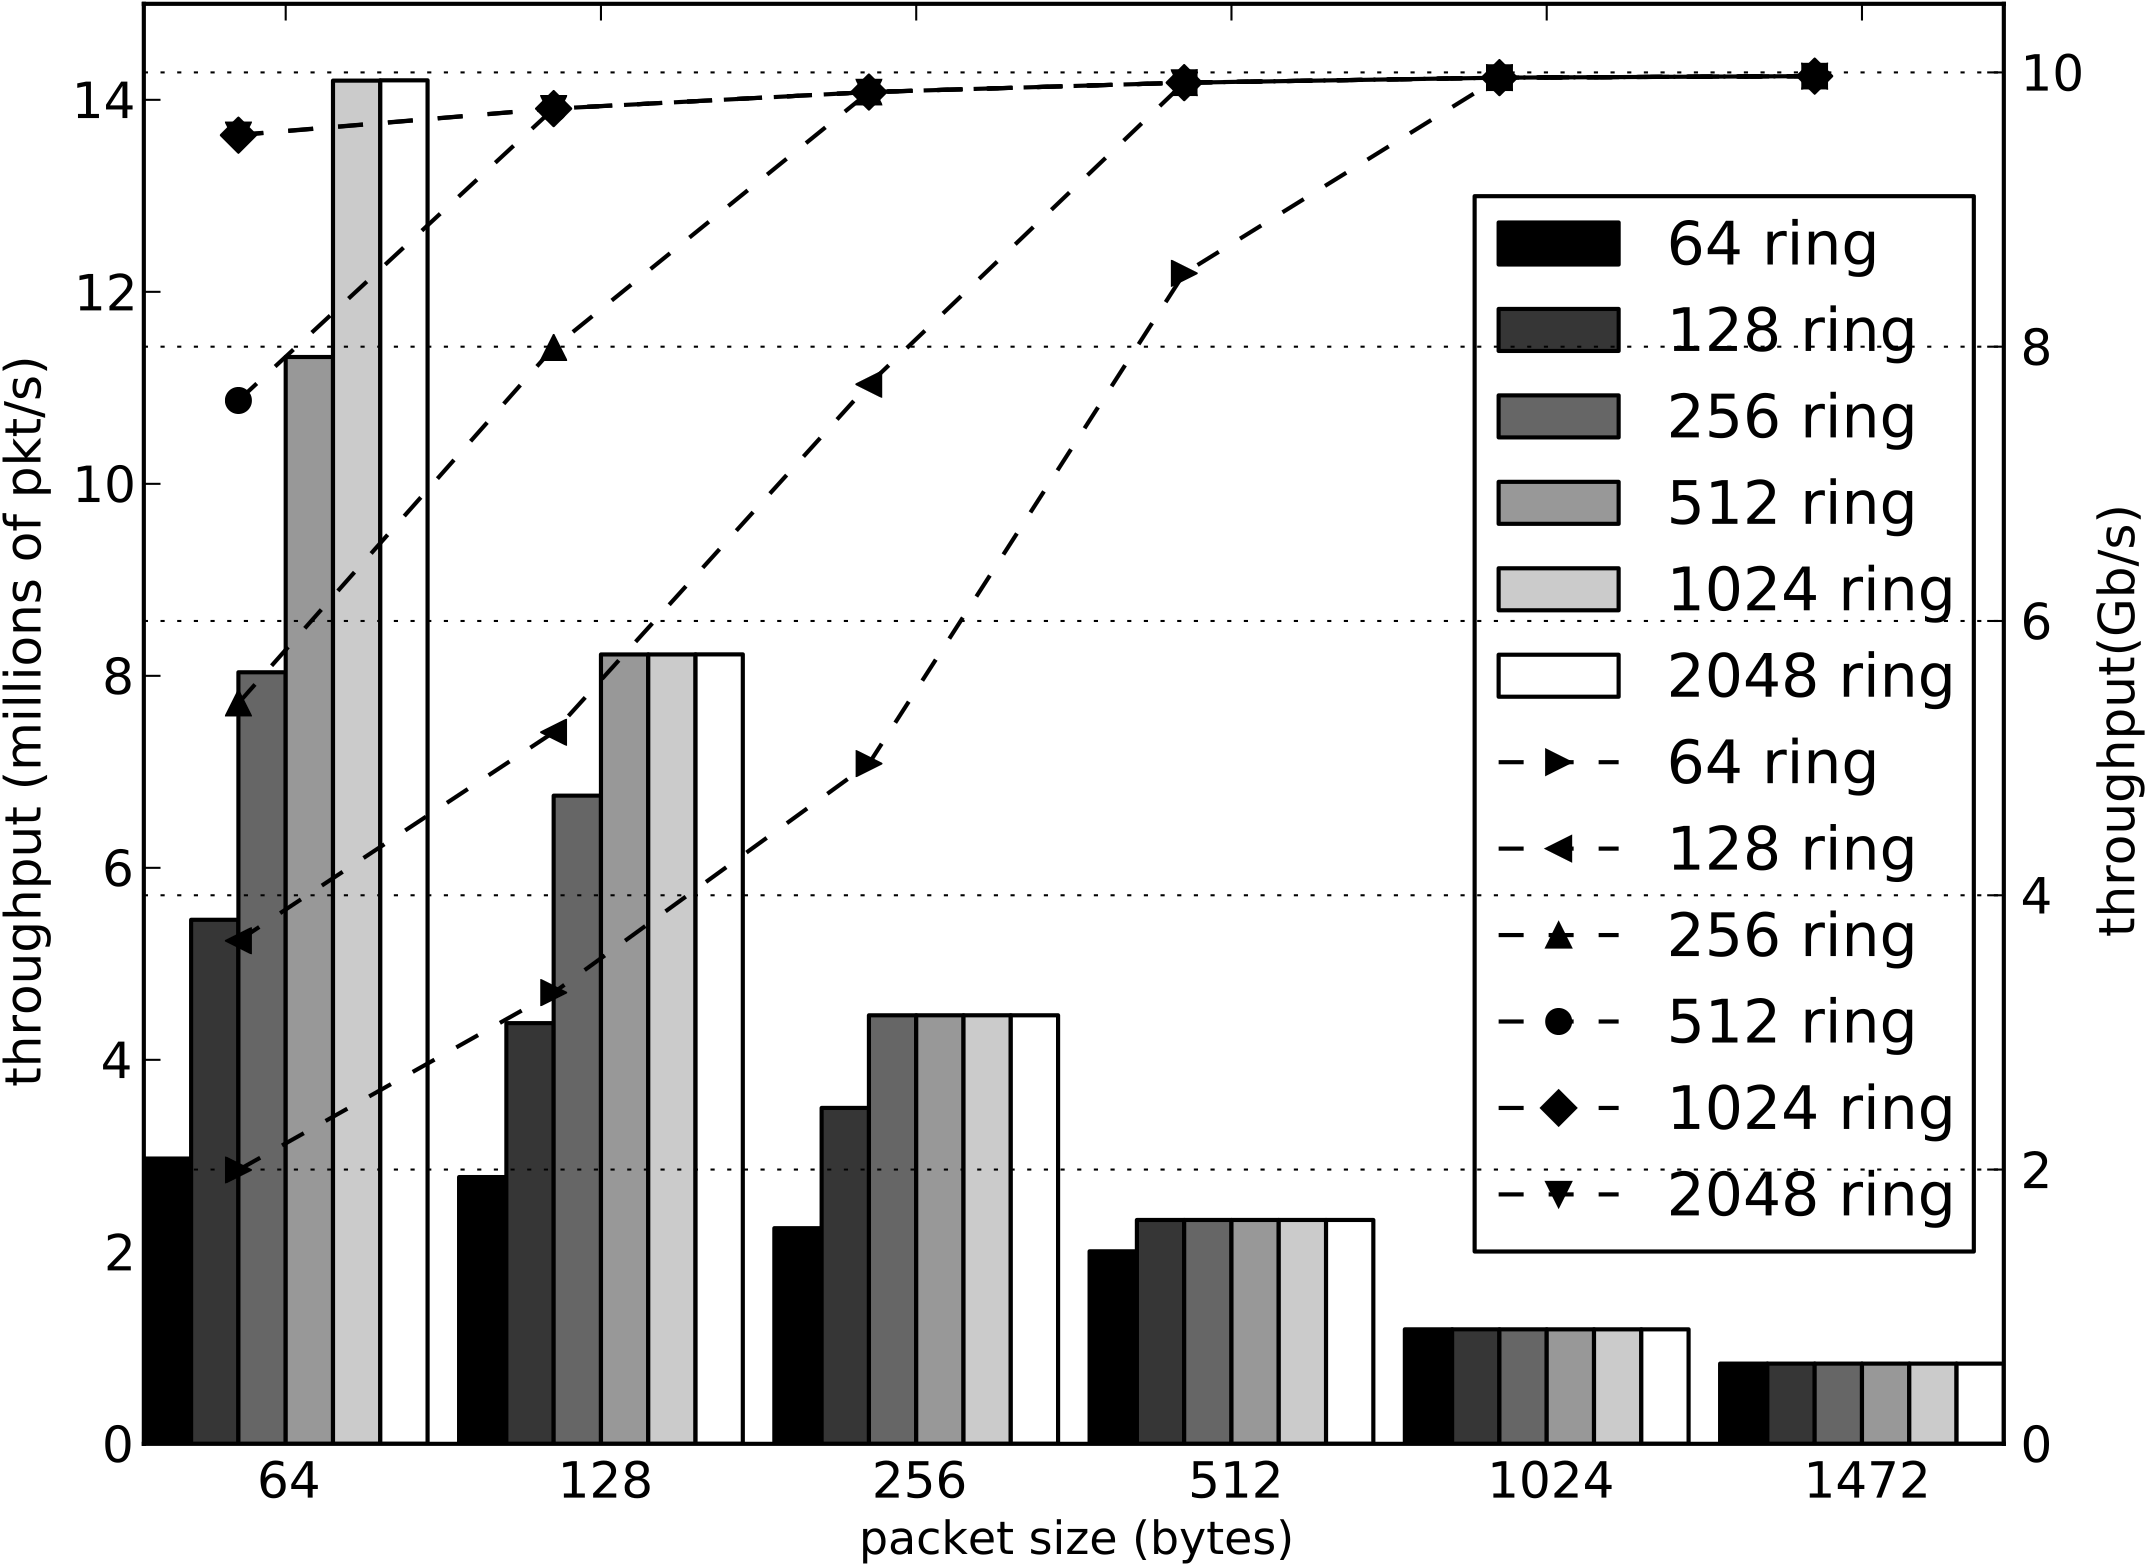 throughput (millions of pkt/s)
14
12
10
8
6
4
2
0
64
128
256
512
1024
1472
packet size (bytes)
10
8
6
4
2
0
throughput(Gb/s)
64 ring
128 ring
256 ring
512 ring
1024 ring
2048 ring
64 ring
128 ring
256 ring
512 ring
1024 ring
2048 ring